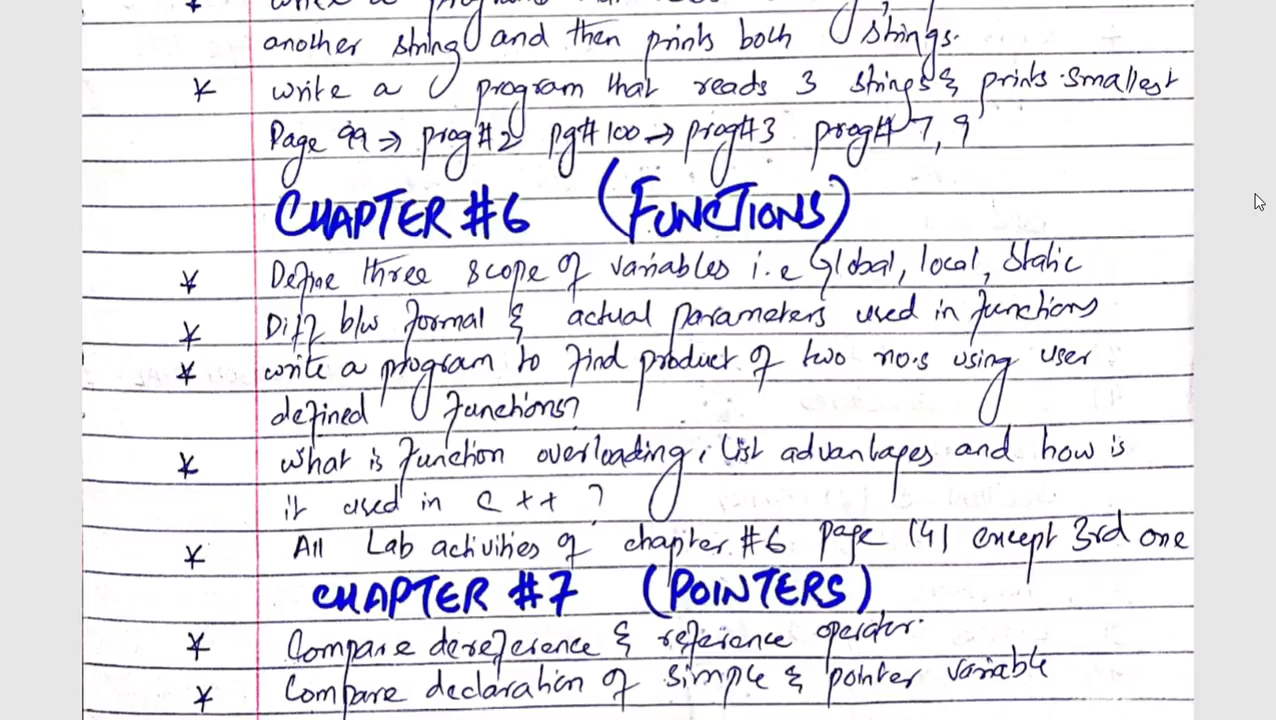 another string and then prints both strings.
* write a program that reads 3 strings & prints smallest
Page 99 → prog#2 pg#100 → prog#3 prog# 7, 9
CHAPTER #6 (FUNCTIONS)
* Define three scope of variables i.e Global, local, static
* Diff b/w formal & actual parameters used in functions
* write a program to find product of two no.s using user
defined functions?
* What is function overloading, list advantages and how is
it used in C++ ?
* All Lab activities of chapter #6 page 141 except 3rd one
CHAPTER #7 (POINTERS)
* Compare dereference & reference operator.
* Compare declaration of simple & pointer variable